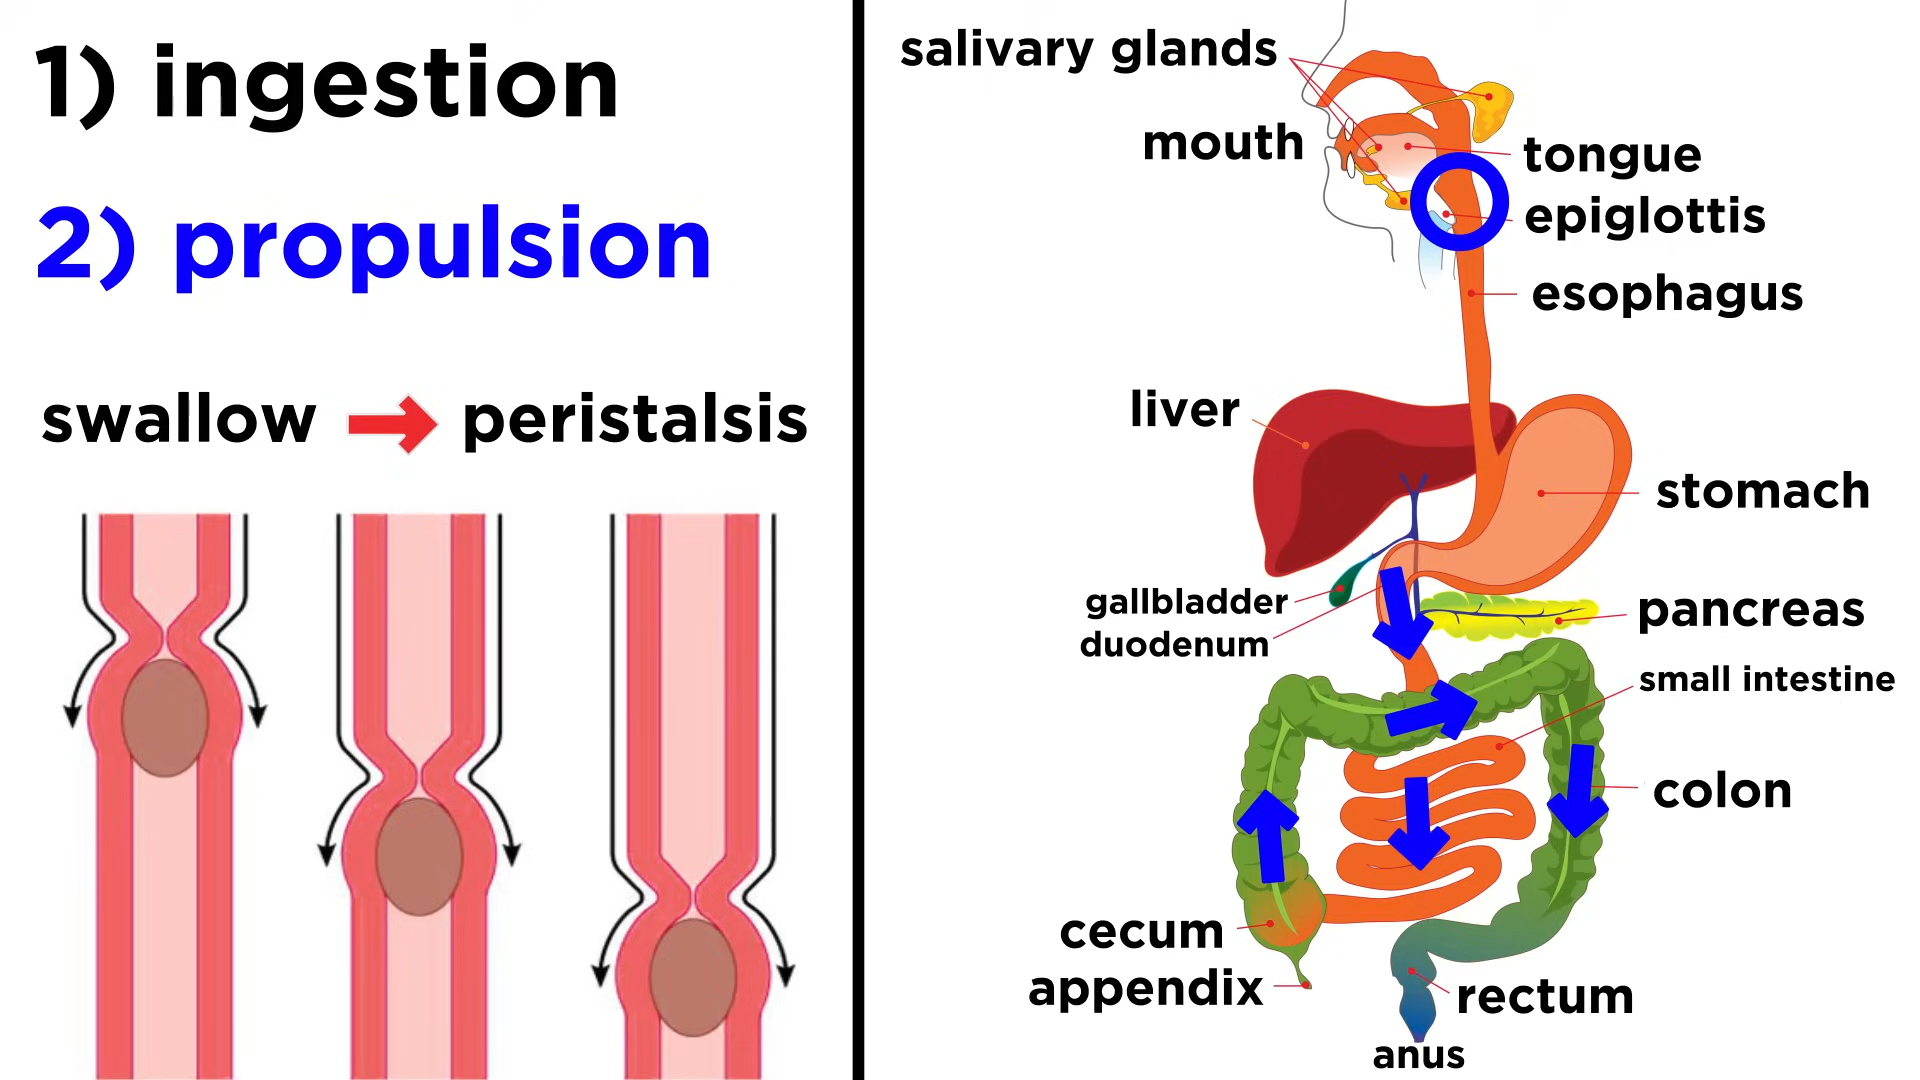 1) ingestion
2) propulsion
swallow peristalsis
salivary glands
mouth
tongue
epiglottis
esophagus
liver
stomach
gallbladder
duodenum
pancreas
small intestine
colon
cecum
appendix
rectum
anus